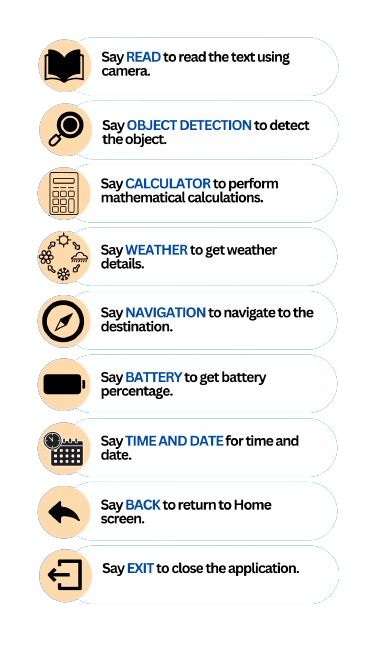 Say READ to read the text using
camera.
Say OBJECT DETECTION to detect
the object.
Say CALCULATOR to perform
mathematical calculations.
Say WEATHER to get weather
details.
Say NAVIGATION to navigate to the
destination.
Say BATTERY to get battery
percentage.
Say TIME AND DATE for time and
date.
Say BACK to return to Home
screen.
Say EXIT to close the application.